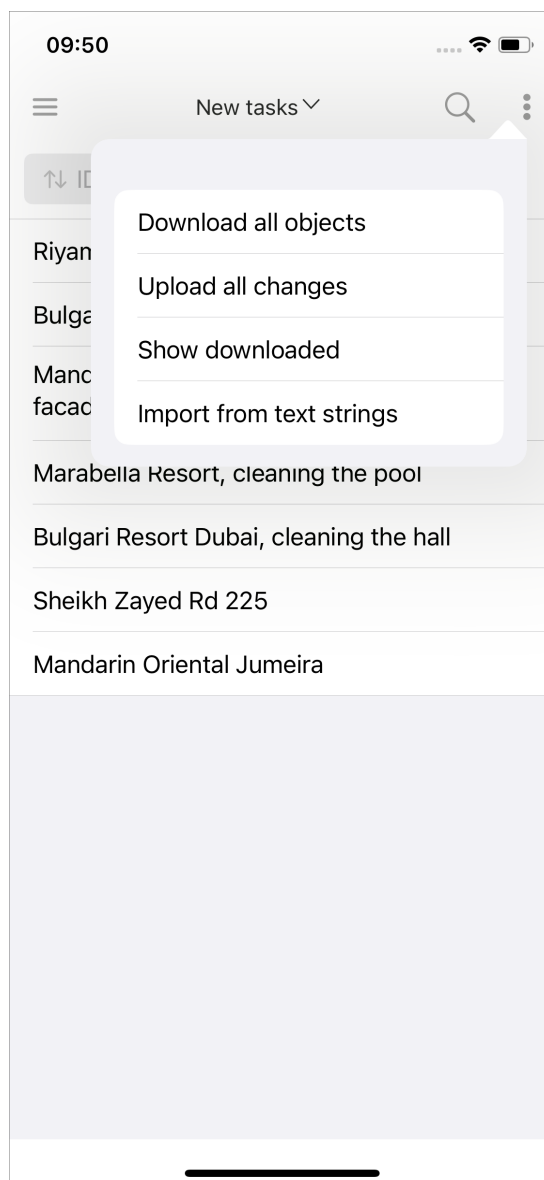 09:50
New tasks
Download all objects
Upload all changes
Show downloaded
Import from text strings
Marabella Resort, cleaning the pool
Bulgari Resort Dubai, cleaning the hall
Sheikh Zayed Rd 225
Mandarin Oriental Jumeira